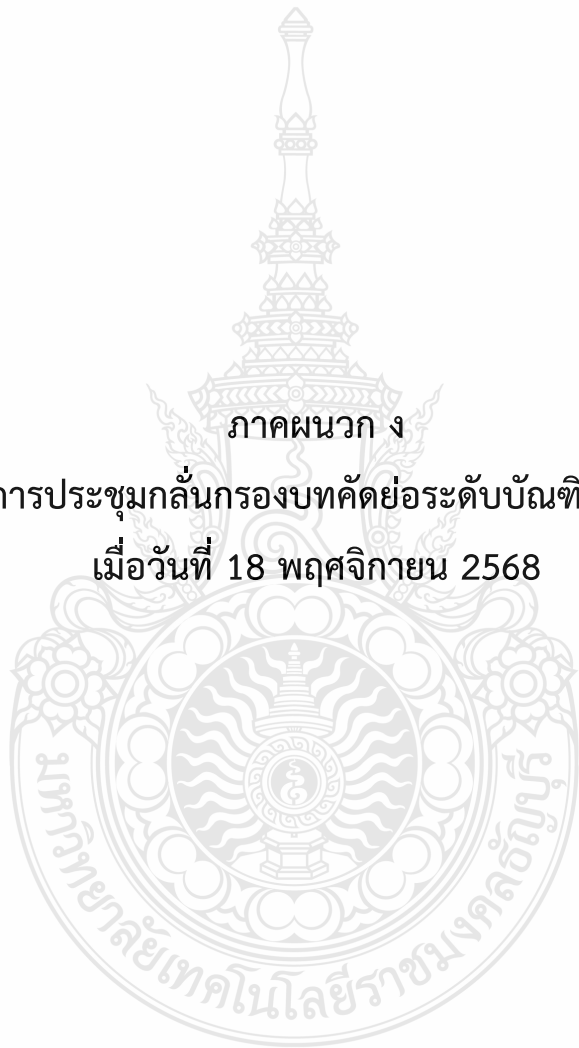 ภาคผนวก ง
การประชุมกลั่นกรองบทคัดย่อระดับบัณฑิ
เมื่อวันที่ 18 พฤศจิกายน 2568
มหาวิทยาลัยเทคโนโลยีราชมงคลธัญบุรี